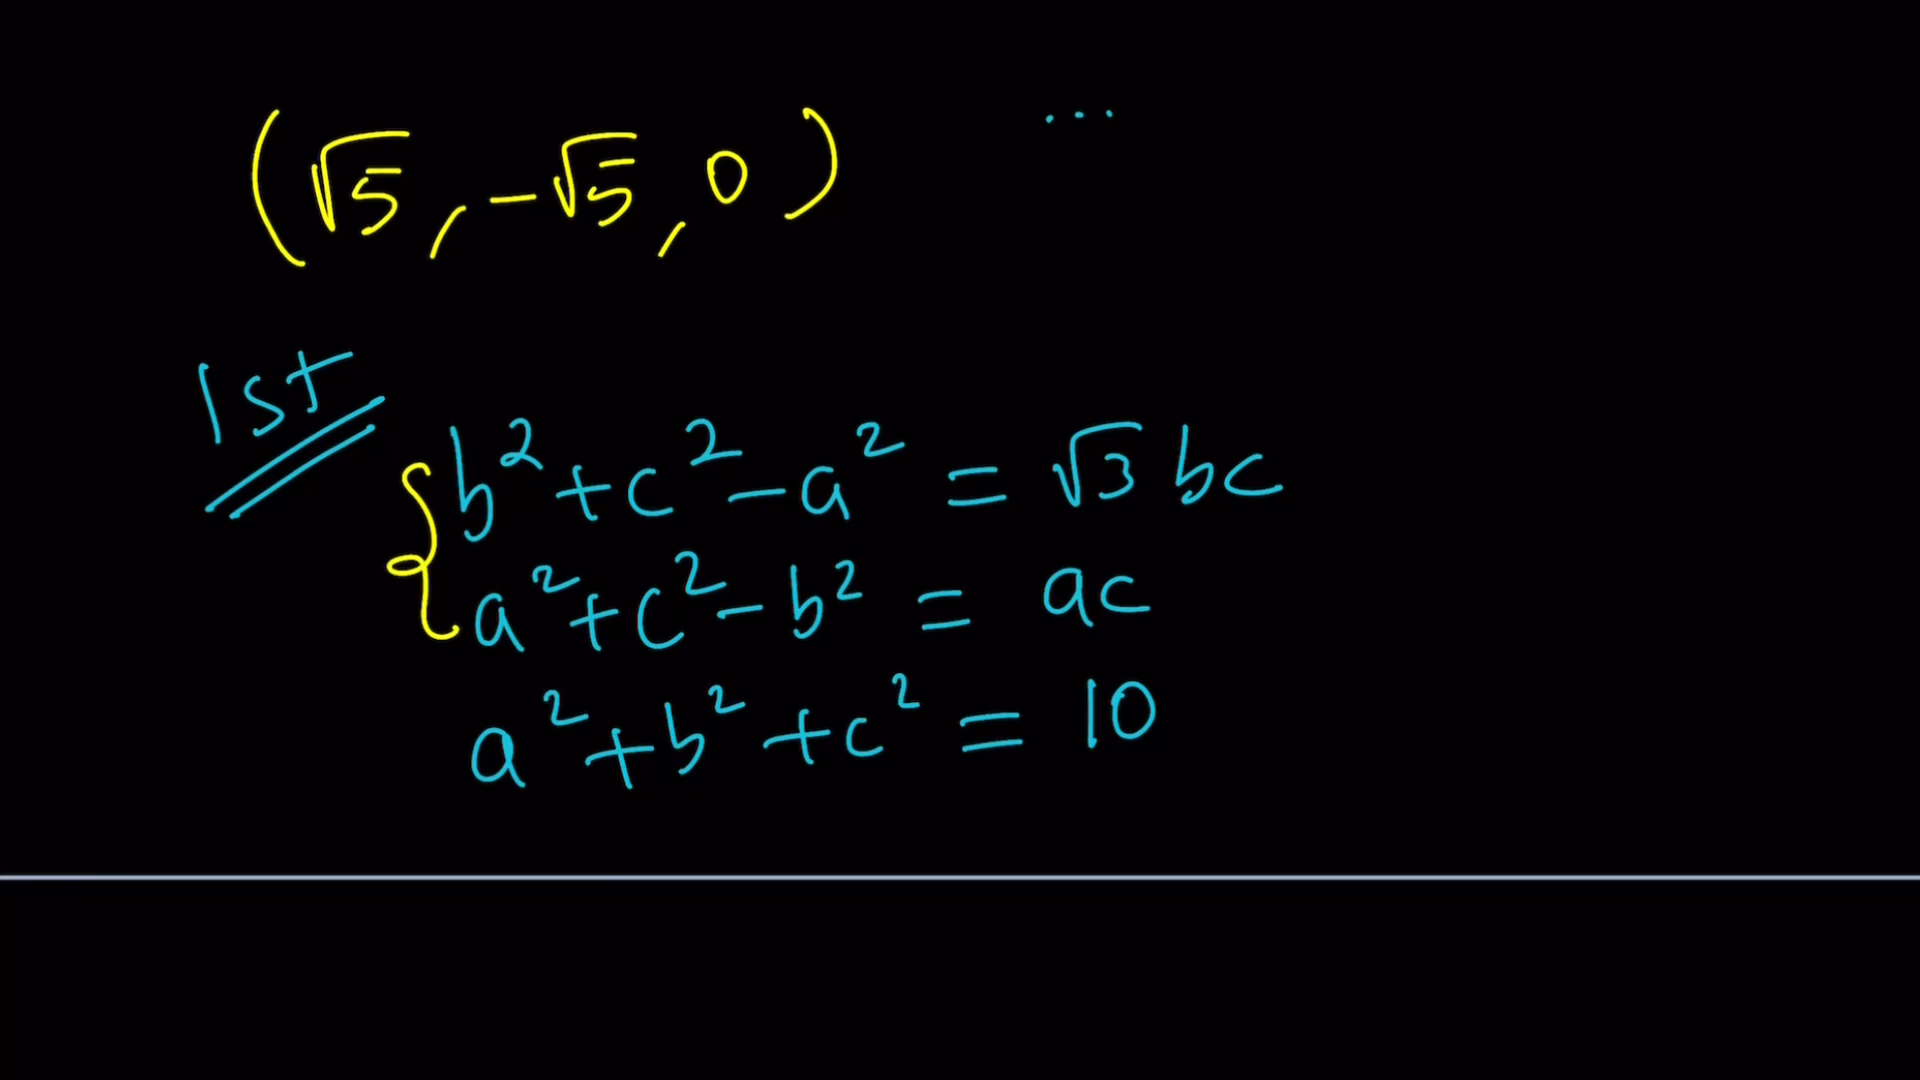 (√5, -√5, 0) ...
1st
b² + c² - a² = √3 bc
a² + c² - b² = ac
a² + b² + c² = 10